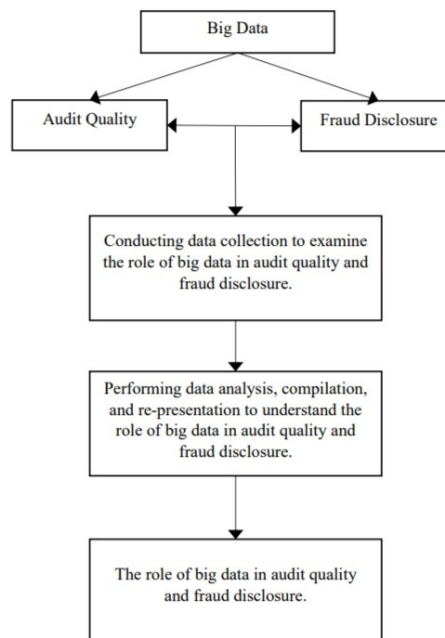 Big Data
Audit Quality
Fraud Disclosure
Conducting data collection to examine
the role of big data in audit quality and
fraud disclosure.
Performing data analysis, compilation,
and re-presentation to understand the
role of big data in audit quality and
fraud disclosure.
The role of big data in audit quality
and fraud disclosure.